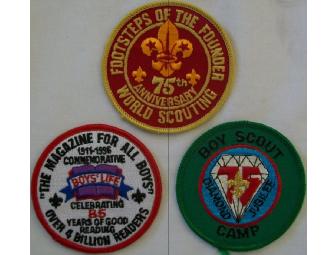 FOOTSTEPS OF THE FOUNDER
75th
ANNIVERSARY
WORLD SCOUTING
"THE MAGAZINE FOR ALL BOYS"
1911-1996
COMMEMORATIVE
BOYS' LIFE
CELEBRATING
85
YEARS OF GOOD
READING
OVER 4 BILLION READERS
BOY SCOUT
75
DIAMOND JUBILEE
CAMP